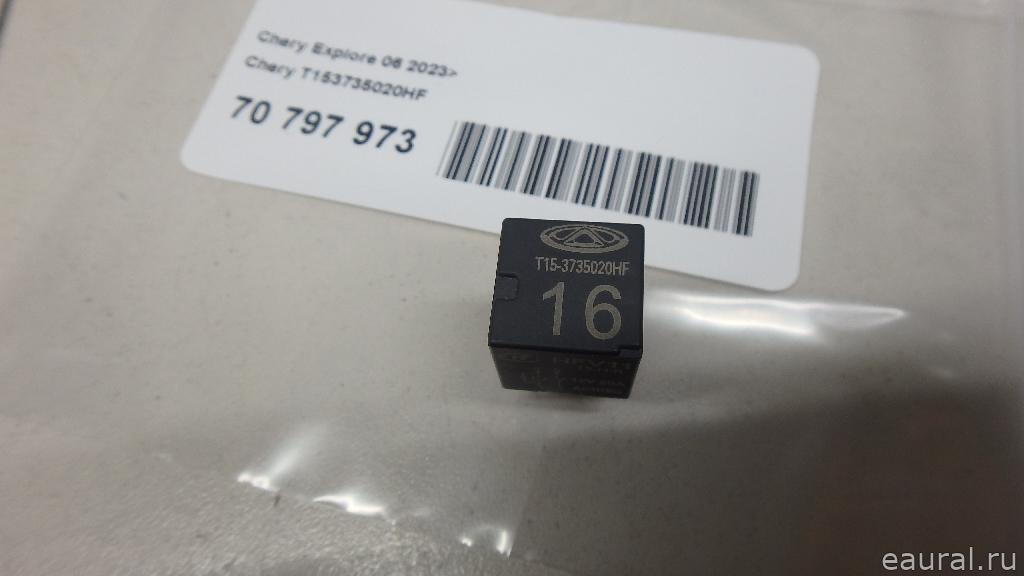 Chery Explore 06 2023>
Chery T153735020HF
70 797 973
T15-3735020HF
16
eaural.ru